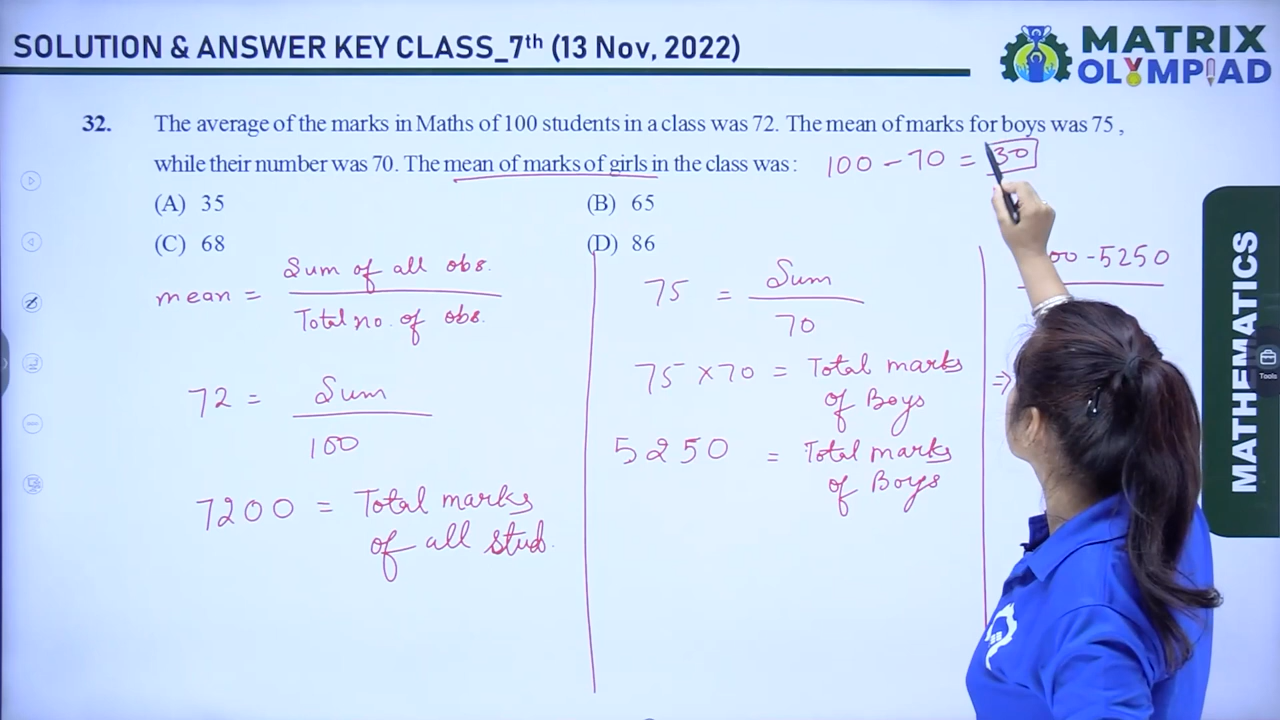 SOLUTION & ANSWER KEY CLASS_7th (13 Nov, 2022)
MATRIX
OLYMPIAD
32. The average of the marks in Maths of 100 students in a class was 72. The mean of marks for boys was 75 ,
while their number was 70. The mean of marks of girls in the class was : 100 - 70 = 30
(A) 35 (B) 65
(C) 68 (D) 86
mean = Sum of all obs.
Total no. of obs.
72 = Sum
100
7200 = Total marks
of all stud.
75 = Sum
70
75 × 70 = Total marks
of Boys
5250 = Total marks
of Boys
00 - 5250
⇒
MATHEMATICS
Tools